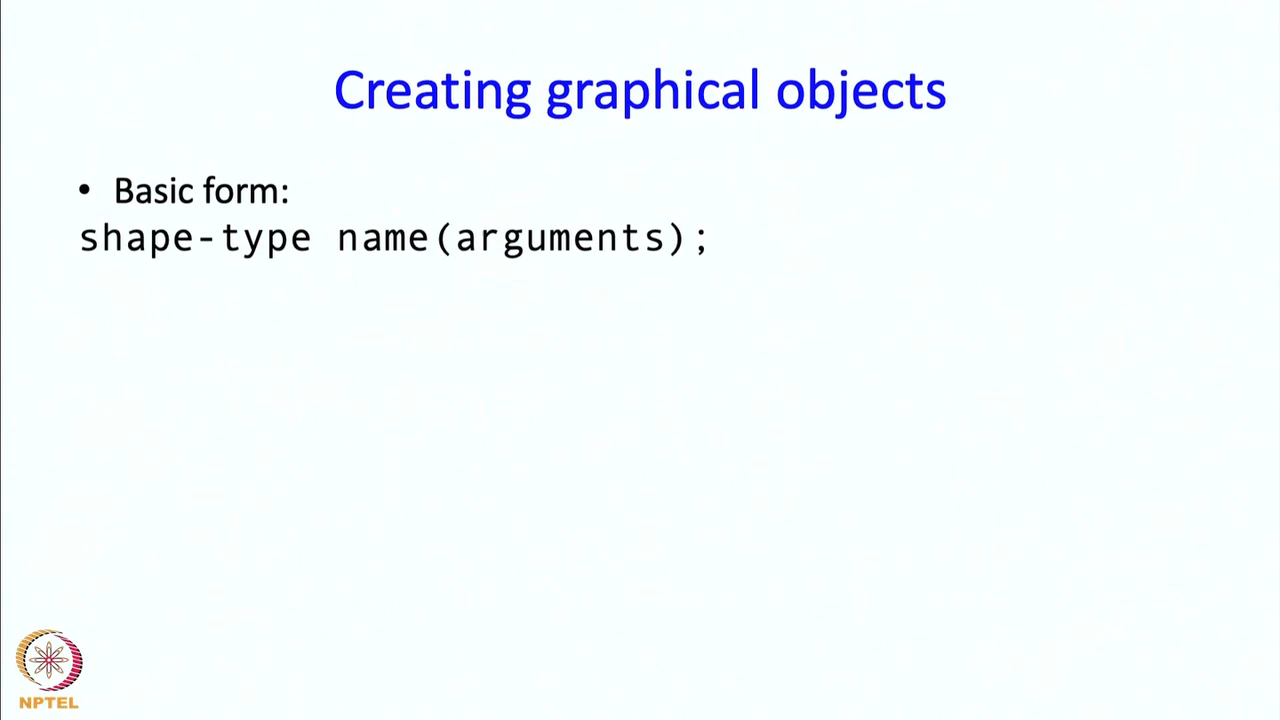 Creating graphical objects
• Basic form:
shape-type name(arguments);
NPTEL